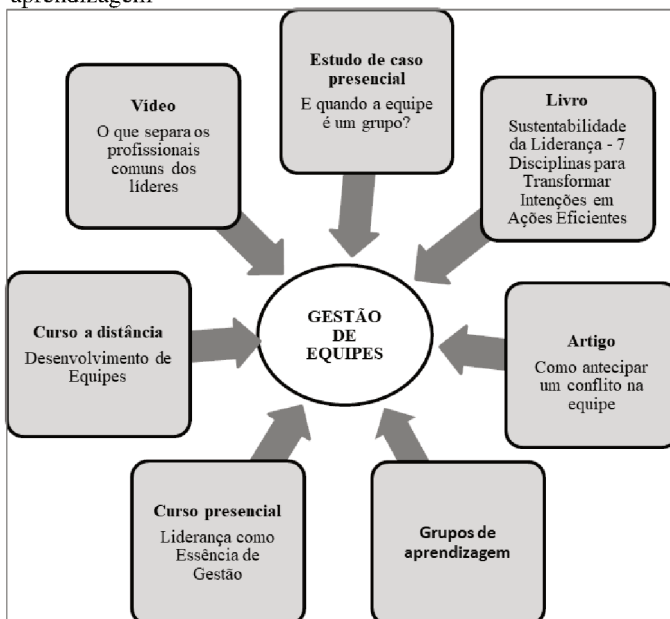 aprendizagem
Estudo de caso
presencial
E quando a equipe
é um grupo?
Vídeo
O que separa os
profissionais
comuns dos
líderes
Livro
Sustentabilidade
da Liderança - 7
Disciplinas para
Transformar
Intenções em
Ações Eficientes
GESTÃO
DE
EQUIPES
Curso a distância
Desenvolvimento de
Equipes
Artigo
Como antecipar
um conflito na
equipe
Curso presencial
Liderança como
Essência de
Gestão
Grupos de
aprendizagem